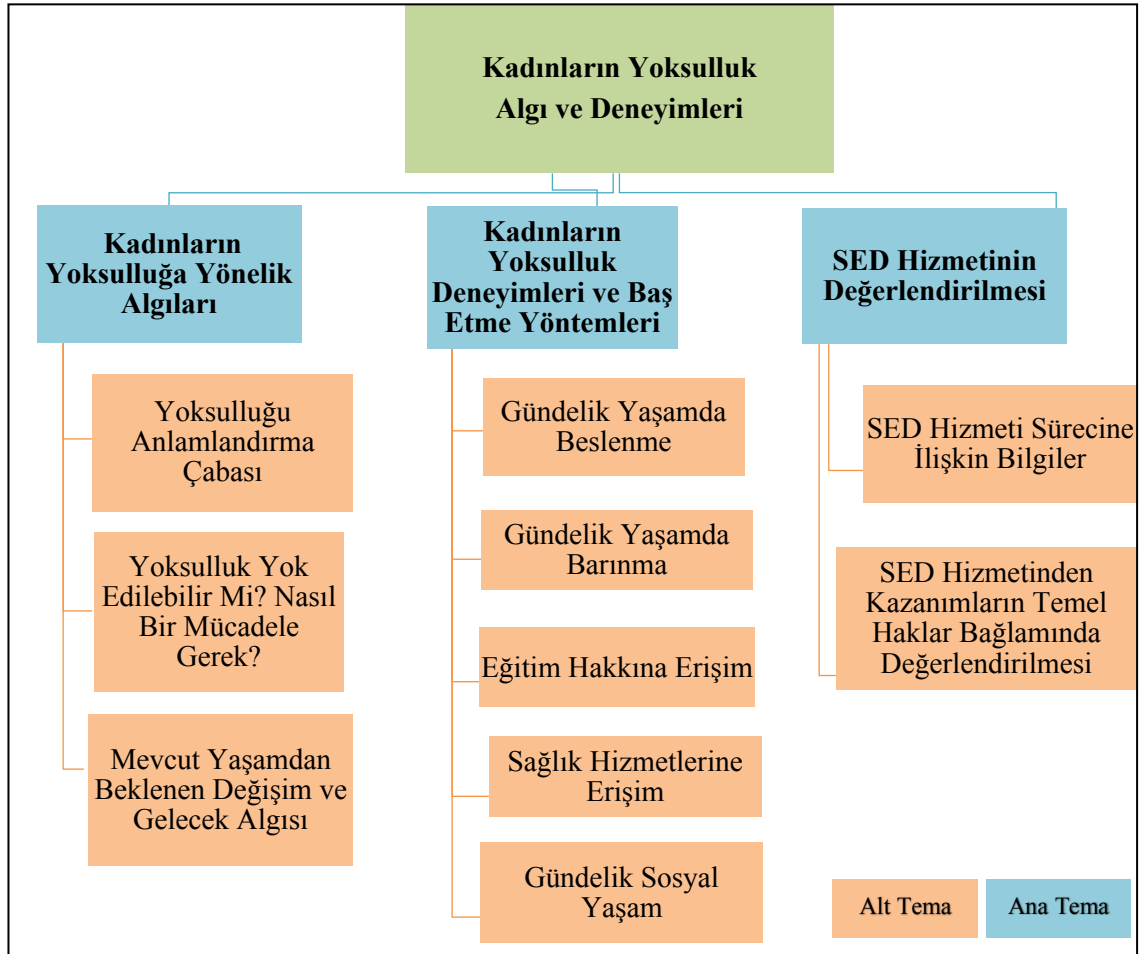 Kadınların Yoksulluk
Algı ve Deneyimleri
Kadınların
Yoksulluğa Yönelik
Algıları
Yoksulluğu
Anlamlandırma
Çabası
Yoksulluk Yok
Edilebilir Mi? Nasıl
Bir Mücadele
Gerek?
Mevcut Yaşamdan
Beklenen Değişim ve
Gelecek Algısı
Kadınların
Yoksulluk
Deneyimleri ve Baş
Etme Yöntemleri
Gündelik Yaşamda
Beslenme
Gündelik Yaşamda
Barınma
Eğitim Hakkına Erişim
Sağlık Hizmetlerine
Erişim
Gündelik Sosyal
Yaşam
SED Hizmetinin
Değerlendirilmesi
SED Hizmeti Sürecine
İlişkin Bilgiler
SED Hizmetinden
Kazanımların Temel
Haklar Bağlamında
Değerlendirilmesi
Alt Tema
Ana Tema